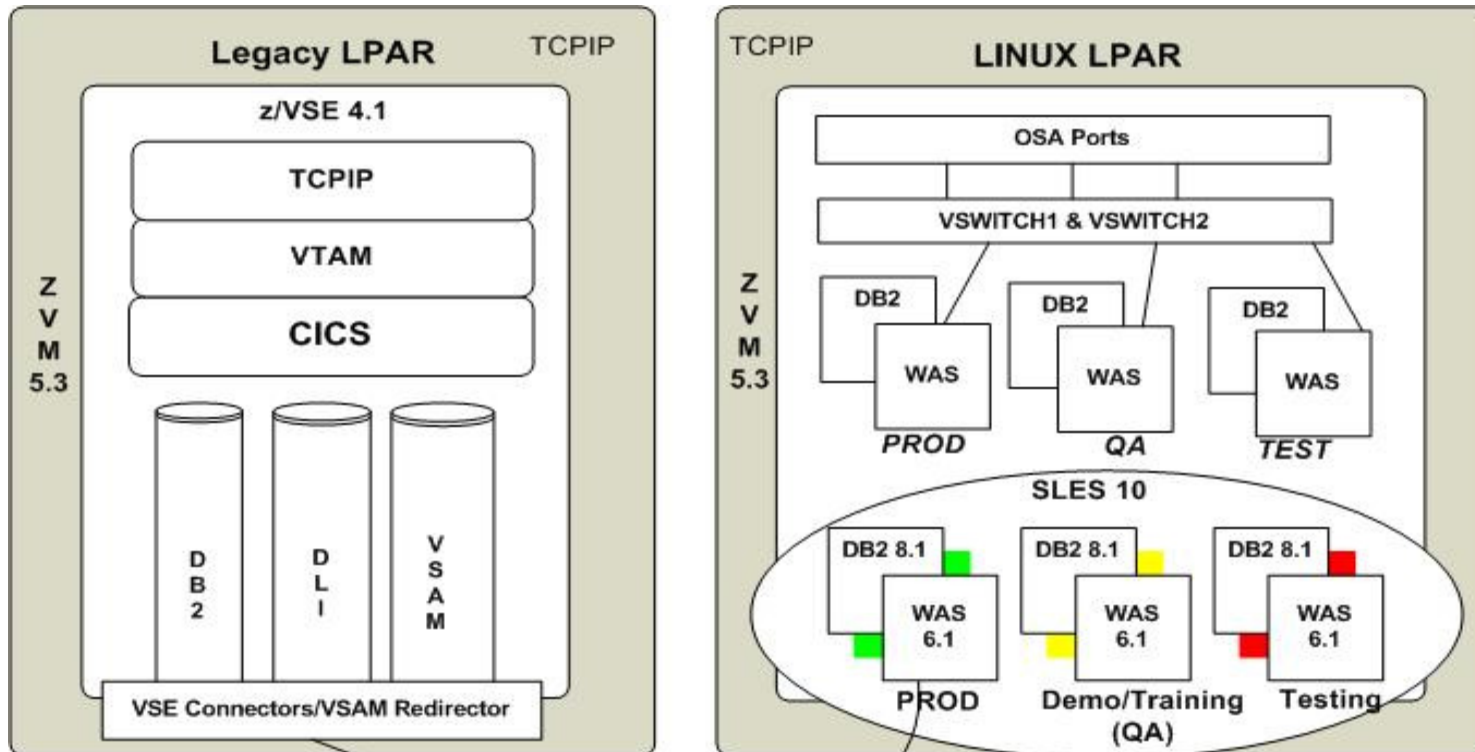 Legacy LPAR
TCPIP
z/VSE 4.1
TCPIP
VTAM
CICS
Z
V
M
5.3
D
B
2
D
L
I
V
S
A
M
VSE Connectors/VSAM Redirector
TCPIP
LINUX LPAR
OSA Ports
VSWITCH1 & VSWITCH2
Z
V
M
5.3
DB2
WAS
PROD
DB2
WAS
QA
DB2
WAS
TEST
SLES 10
DB2 8.1
WAS
6.1
PROD
DB2 8.1
WAS
6.1
Demo/Training
(QA)
DB2 8.1
WAS
6.1
Testing